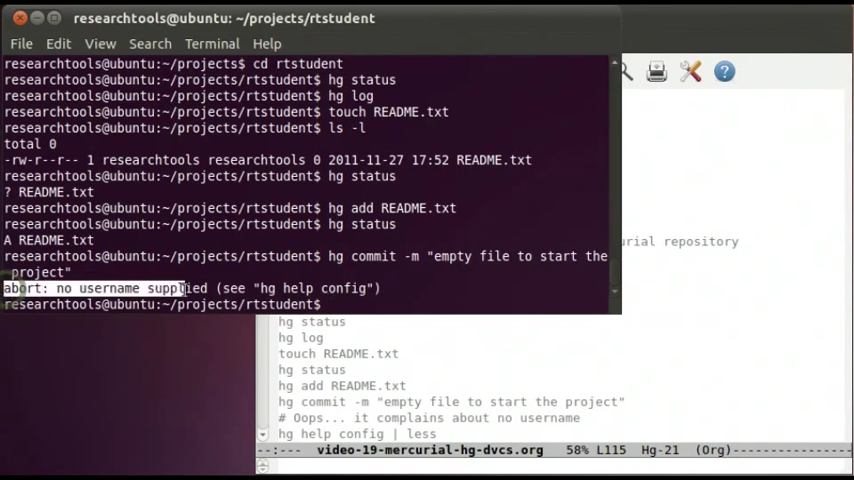 researchtools@ubuntu: ~/projects/rtstudent
File Edit View Search Terminal Help
researchtools@ubuntu:~/projects$ cd rtstudent
researchtools@ubuntu:~/projects/rtstudent$ hg status
researchtools@ubuntu:~/projects/rtstudent$ hg log
researchtools@ubuntu:~/projects/rtstudent$ touch README.txt
researchtools@ubuntu:~/projects/rtstudent$ ls -l
total 0
-rw-r--r-- 1 researchtools researchtools 0 2011-11-27 17:52 README.txt
researchtools@ubuntu:~/projects/rtstudent$ hg status
? README.txt
researchtools@ubuntu:~/projects/rtstudent$ hg add README.txt
researchtools@ubuntu:~/projects/rtstudent$ hg status
A README.txt
researchtools@ubuntu:~/projects/rtstudent$ hg commit -m "empty file to start the
project"
abort: no username supplied (see "hg help config")
researchtools@ubuntu:~/projects/rtstudent$
urial repository
hg status
hg log
touch README.txt
hg status
hg add README.txt
hg commit -m "empty file to start the project"
# Oops... it complains about no username
hg help config | less
--:--- video-19-mercurial-hg-dvcs.org 58% L115 Hg-21 (Org)